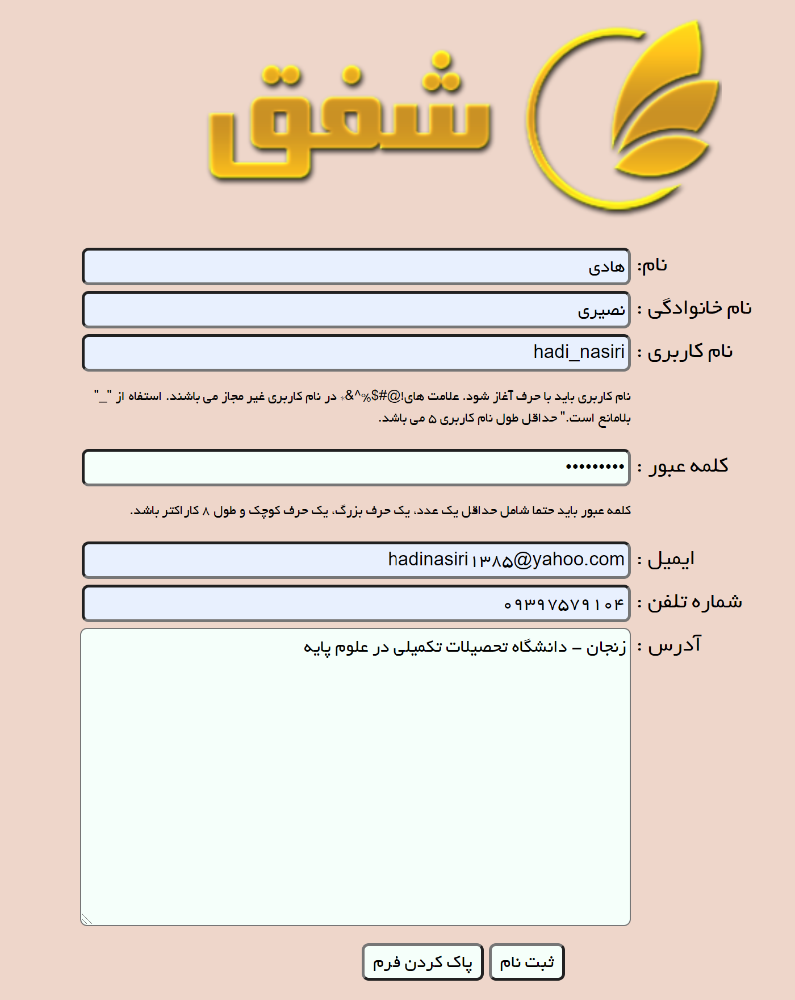 شفق
نام: هادی
نام خانوادگی : نصیری
نام کاربری : hadi_nasiri
نام کاربری باید با حرف آغاز شود. علامت های!@#$%^&* در نام کاربری غیر مجاز می باشند. استفاه از "_"
بلامانع است." حداقل طول نام کاربری ۵ می باشد.
کلمه عبور : •••••••••
کلمه عبور باید حتما شامل حداقل یک عدد، یک حرف بزرگ، یک حرف کوچک و طول ۸ کاراکتر باشد.
ایمیل : hadinasiri۱۳۸۵@yahoo.com
شماره تلفن : ۰۹۳۹۷۵۷۹۱۰۴
آدرس : زنجان - دانشگاه تحصیلات تکمیلی در علوم پایه
ثبت نام پاک کردن فرم